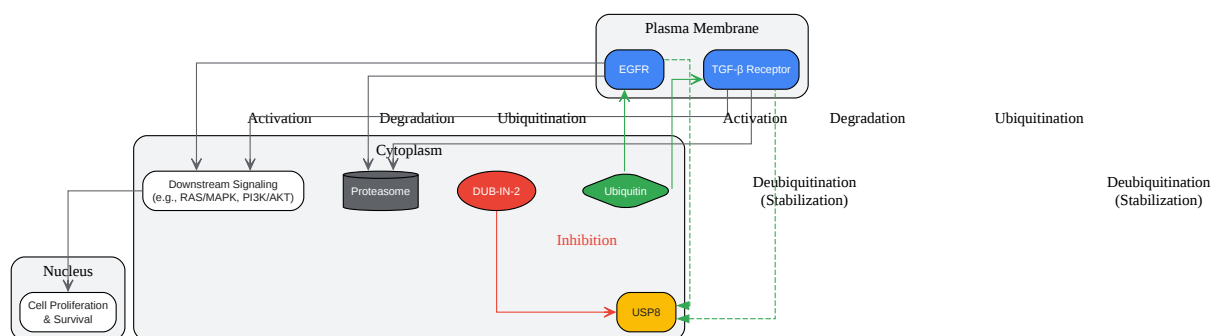 Plasma Membrane
EGFR
TGF-β Receptor
Activation
Degradation
Ubiquitination
Activation
Degradation
Ubiquitination
Cytoplasm
Downstream Signaling
(e.g., RAS/MAPK, PI3K/AKT)
Proteasome
DUB-IN-2
Ubiquitin
Deubiquitination
(Stabilization)
Deubiquitination
(Stabilization)
Inhibition
Nucleus
Cell Proliferation
& Survival
USP8